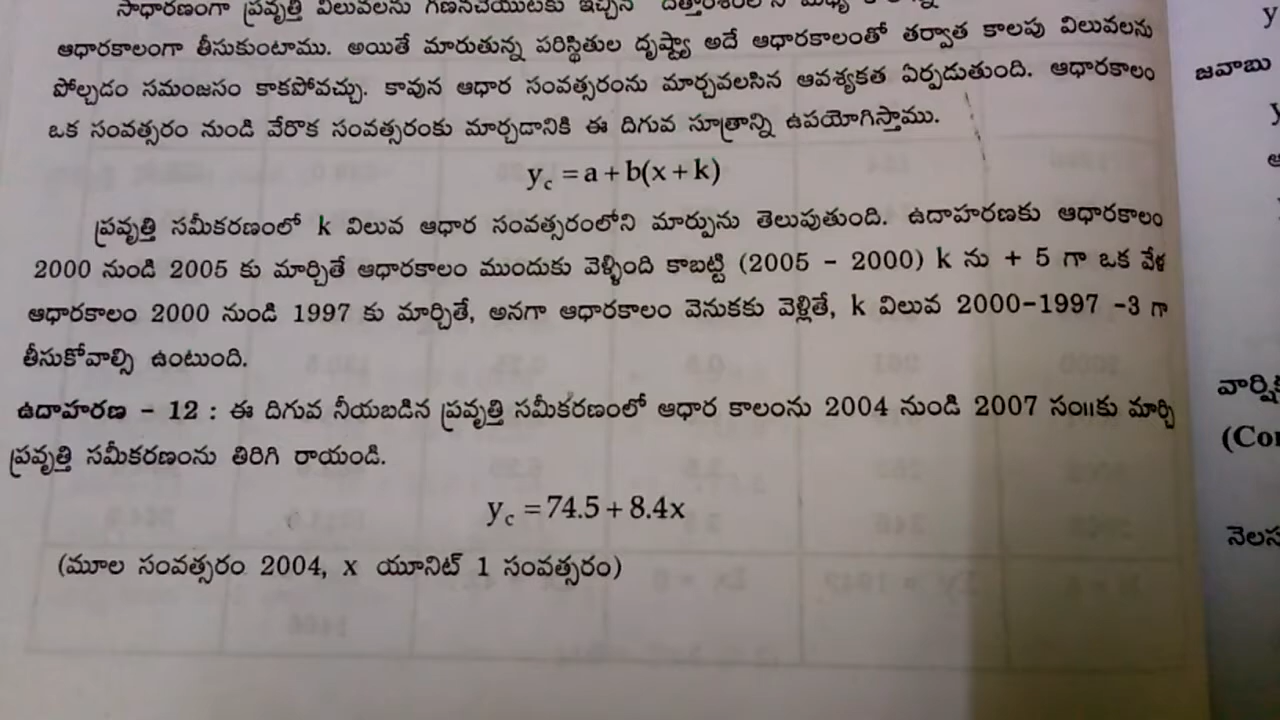 సాధారణంగా ప్రవృత్తి విలువలను గణనచేయుటకు ఇచ్చిన
ఆధారకాలంగా తీసుకుంటాము. అయితే మారుతున్న పరిస్థితుల దృష్ట్యా అదే ఆధారకాలంతో తర్వాత కాలపు విలువలను
పోల్చడం సమంజసం కాకపోవచ్చు. కావున ఆధార సంవత్సరంను మార్చవలసిన ఆవశ్యకత ఏర్పడుతుంది. ఆధారకాలం
ఒక సంవత్సరం నుండి వేరొక సంవత్సరంకు మార్చడానికి ఈ దిగువ సూత్రాన్ని ఉపయోగిస్తాము.
y_c = a + b(x + k)
ప్రవృత్తి సమీకరణంలో k విలువ ఆధార సంవత్సరంలోని మార్పును తెలుపుతుంది. ఉదాహరణకు ఆధారకాలం
2000 నుండి 2005 కు మార్చితే ఆధారకాలం ముందుకు వెళ్ళింది కాబట్టి (2005 - 2000) k ను + 5 గా ఒక వేళ
ఆధారకాలం 2000 నుండి 1997 కు మార్చితే, అనగా ఆధారకాలం వెనుకకు వెళ్లితే, k విలువ 2000-1997 -3 గా
తీసుకోవాల్సి ఉంటుంది.
ఉదాహరణ - 12 : ఈ దిగువ నీయబడిన ప్రవృత్తి సమీకరణంలో ఆధార కాలంను 2004 నుండి 2007 సం॥కు మార్చి
ప్రవృత్తి సమీకరణంను తిరిగి రాయండి.
y_c = 74.5 + 8.4x
(మూల సంవత్సరం 2004, x యూనిట్ 1 సంవత్సరం)
y
జవాబు
వార్షిక
(Con
నెలస